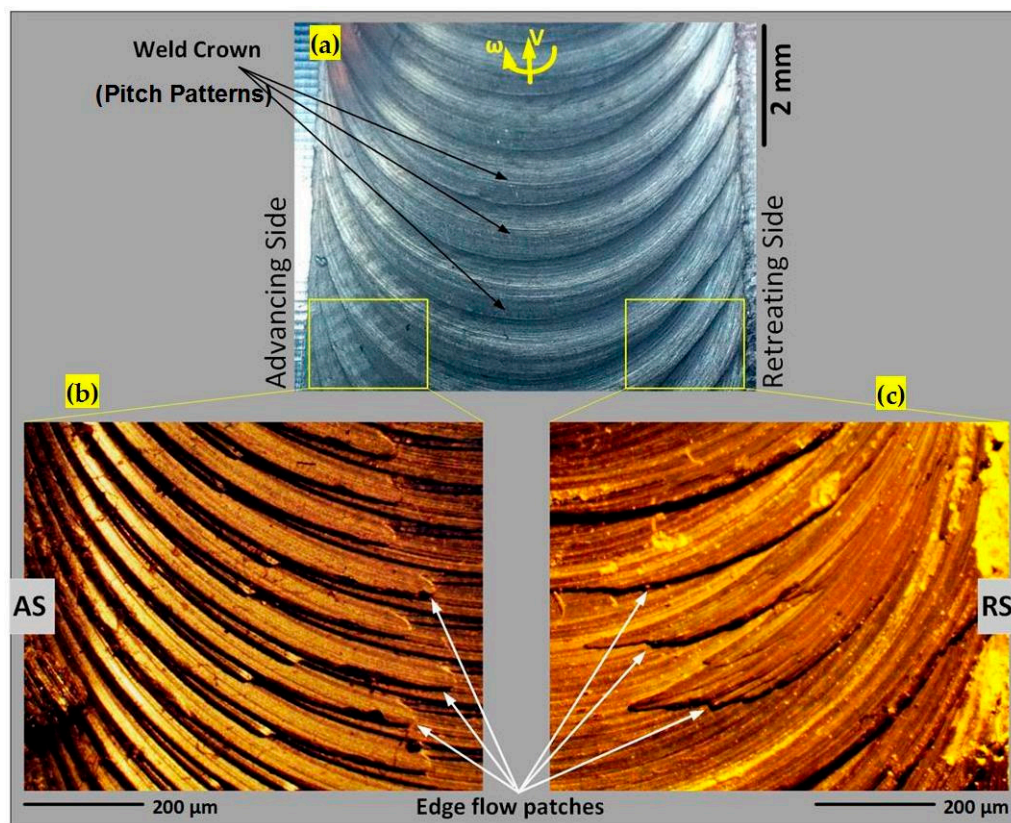 (a)
ω V
Weld Crown
(Pitch Patterns)
2 mm
Advancing Side
Retreating Side
(b)
(c)
AS
RS
200 μm
Edge flow patches
200 μm